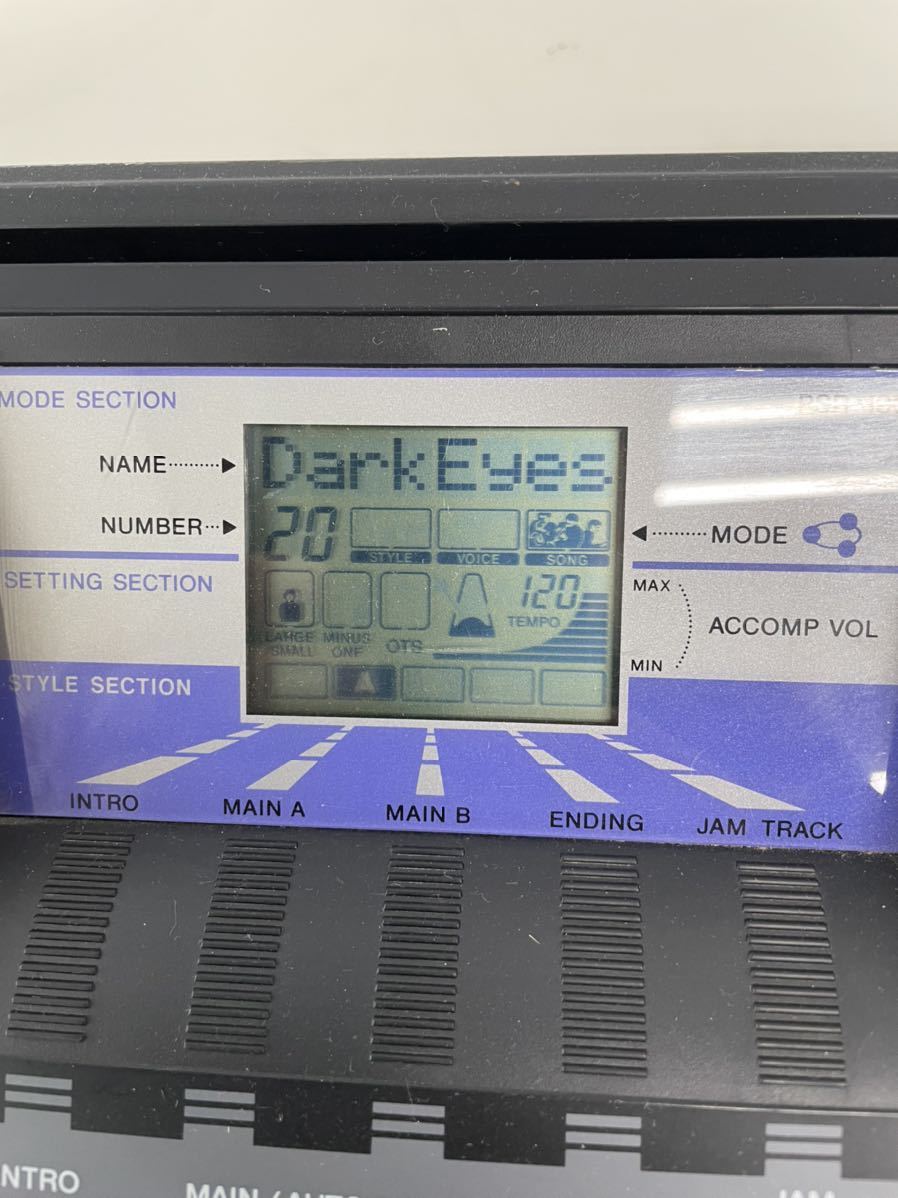 MODE SECTION
NAME
DarkEyes
NUMBER
20
MODE
STYLE VOICE SONG
SETTING SECTION
MAX
120
TEMPO
ACCOMP VOL
LARGE
SMALL
MINUS
ONE
OTS
MIN
STYLE SECTION
INTRO MAIN A MAIN B ENDING JAM TRACK
INTRO